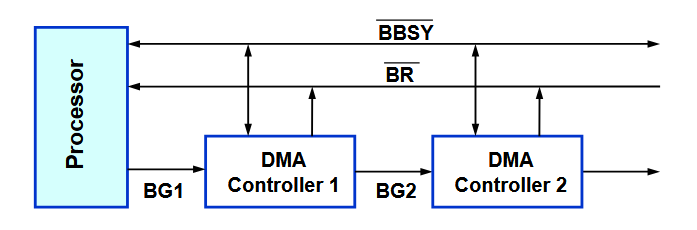 BBSY
BR
Processor
DMA
Controller 1
DMA
Controller 2
BG1
BG2